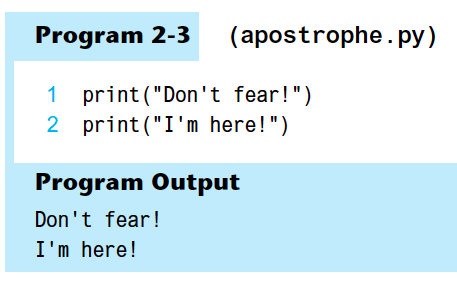 Program 2-3 (apostrophe.py)
1 print("Don't fear!")
2 print("I'm here!")
Program Output
Don't fear!
I'm here!